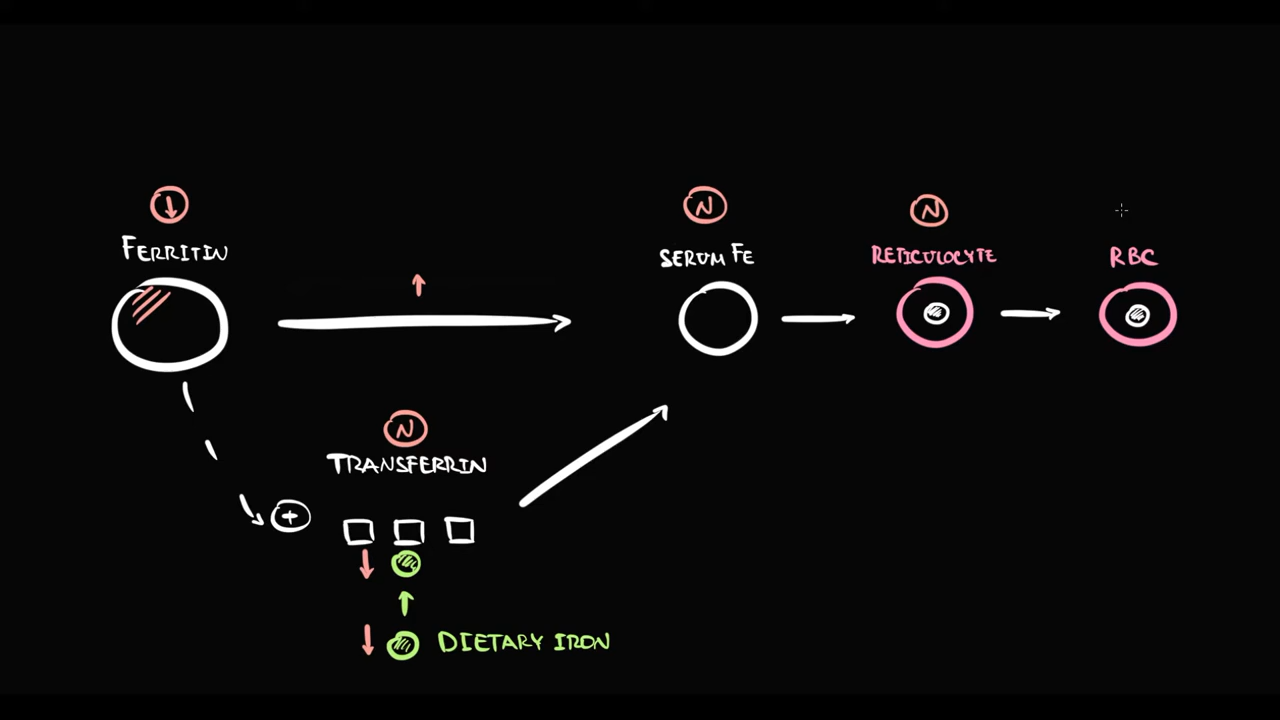 N
N
FERRITIN
SERUM FE
RETICULOCYTE
RBC
N
TRANSFERRIN
+
DIETARY IRON